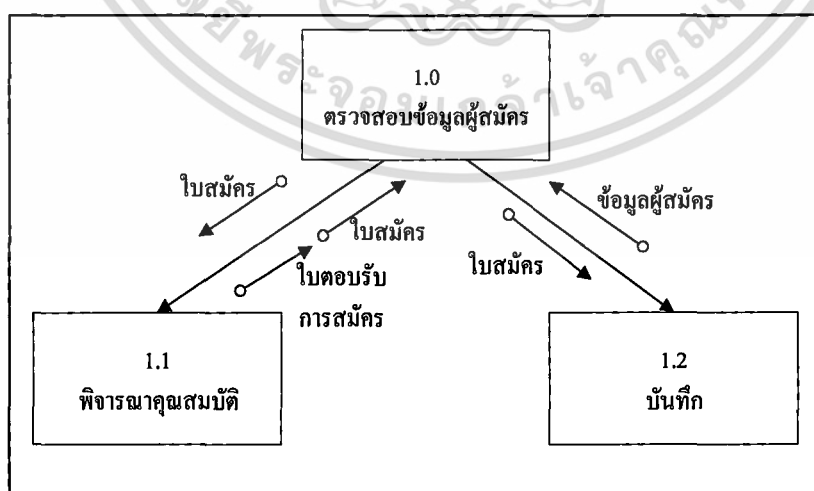 1.0
ตรวจสอบข้อมูลผู้สมัคร
ใบสมัคร
ใบสมัคร
ใบตอบรับ
การสมัคร
ข้อมูลผู้สมัคร
ใบสมัคร
1.1
พิจารณาคุณสมบัติ
1.2
บันทึก